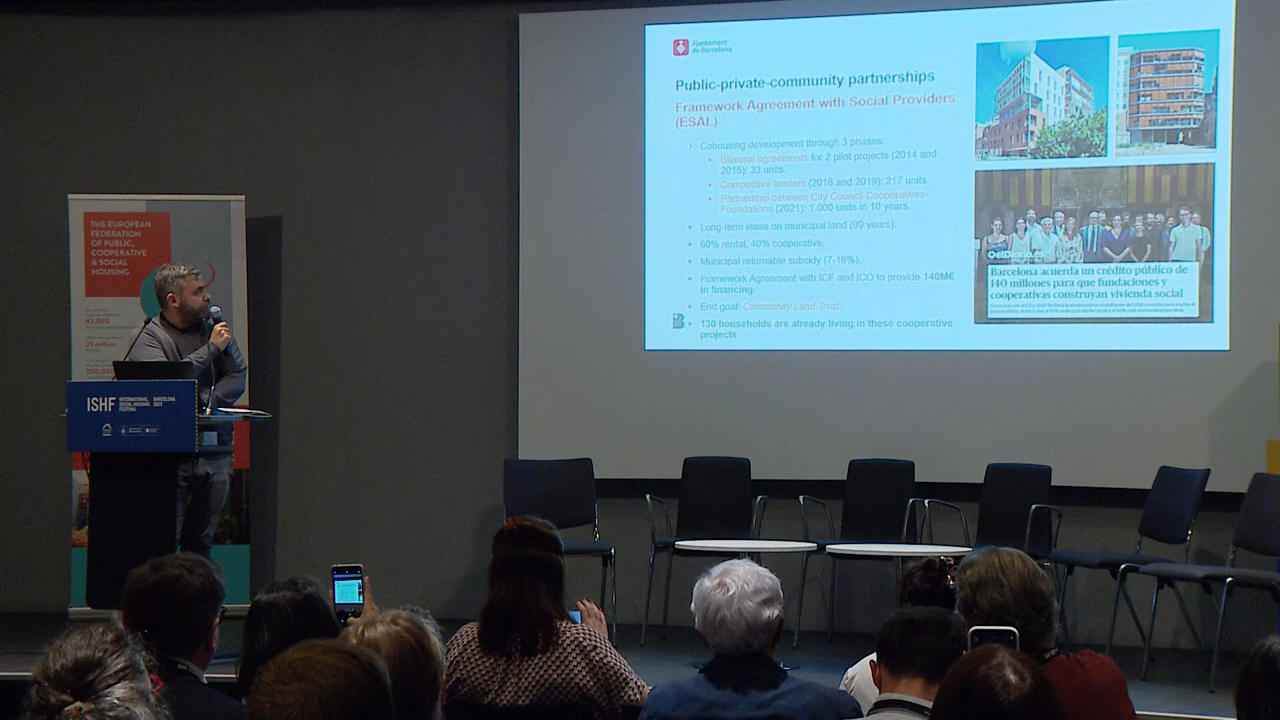 THE EUROPEAN
FEDERATION
OF PUBLIC,
COOPERATIVE
& SOCIAL
HOUSING
25 million
ISHF INTERNATIONAL SOCIAL HOUSING FESTIVAL BARCELONA 2023
Ajuntament
de Barcelona
Public-private-community partnerships
Framework Agreement with Social Providers
(ESAL)
Cohousing development through 3 phases:
• Bilateral agreements for 2 pilot projects (2014 and
2015): 33 units.
• Competitive tenders (2016 and 2019): 217 units.
• Partnership between City Council-Cooperatives-
Foundations (2021): 1.000 units in 10 years.
• Long-term lease on municipal land (99 years).
• 60% rental, 40% cooperative.
• Municipal returnable subsidy (7-16%).
• Framework Agreement with ICF and ICO to provide 140M€
in financing.
• End goal: Community Land Trust,
• 130 households are already living in these cooperative
projects.
elDiario.es
Barcelona acuerda un crédito público de
140 millones para que fundaciones y
cooperativas construyan vivienda social